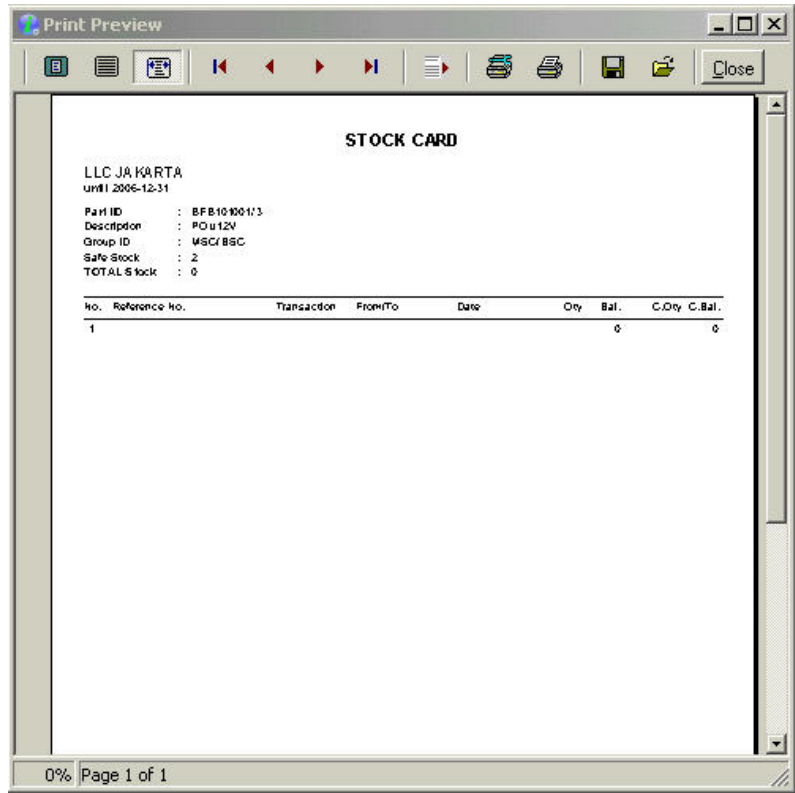 Print Preview
Close
STOCK CARD
LLC JAKARTA
until 2006-12-31
Part ID : BFB101001/3
Description : POu12V
Group ID : MSC/BSC
Safe Stock : 2
TOTAL Stock : 0
No. Reference No. Transaction From/To Date Qty Bal. C.Qty C.Bal.
1 0 0
0% Page 1 of 1